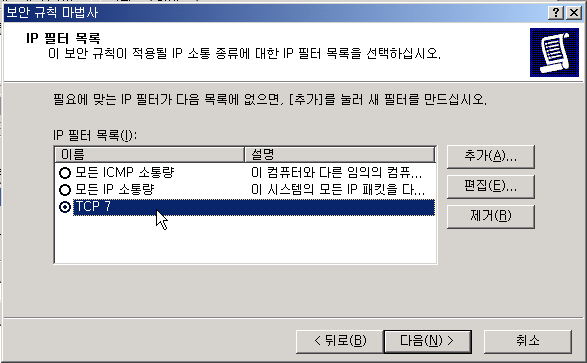 보안 규칙 마법사
IP 필터 목록
이 보안 규칙이 적용될 IP 소통 종류에 대한 IP 필터 목록을 선택하십시오.
필요에 맞는 IP 필터가 다음 목록에 없으면, [추가]를 눌러 새 필터를 만드십시오.
IP 필터 목록(I):
이름 설명
모든 ICMP 소통량 이 컴퓨터와 다른 임의의 컴퓨...
모든 IP 소통량 이 시스템의 모든 IP 패킷을 다...
TCP 7
추가(A)...
편집(E)...
제거(R)
< 뒤로(B) 다음(N) > 취소